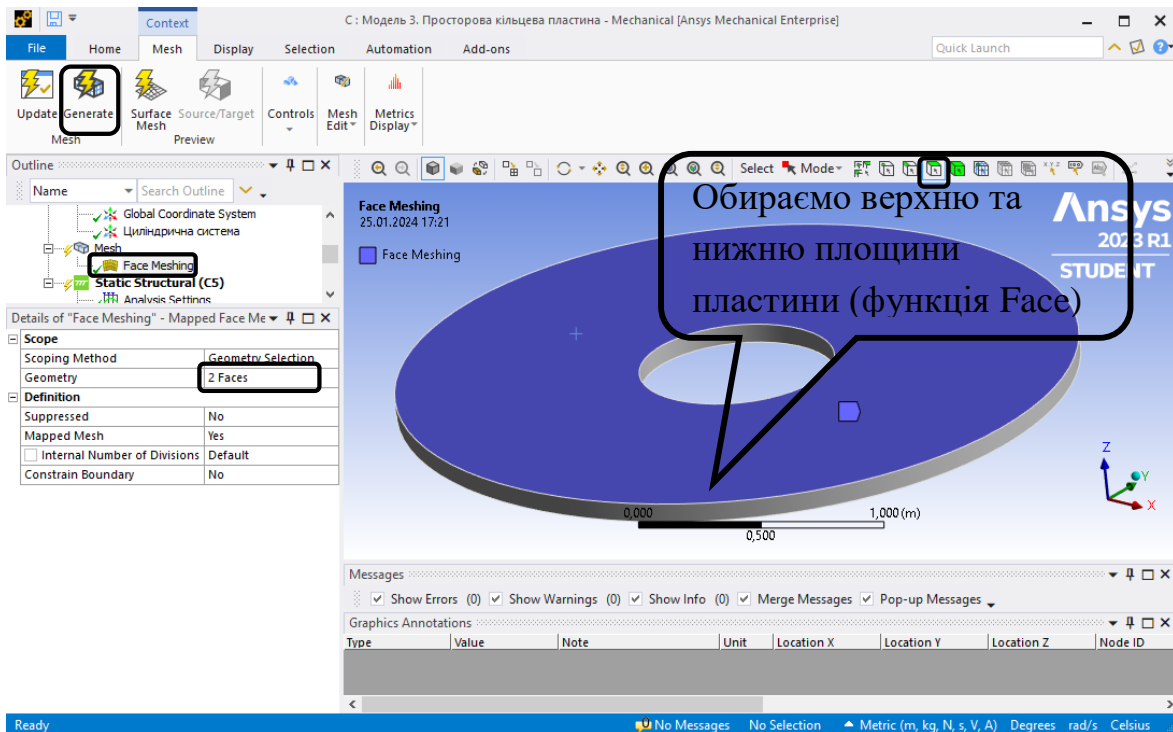 Context
C : Модель 3. Просторова кільцева пластина - Mechanical [Ansys Mechanical Enterprise]
File Home Mesh Display Selection Automation Add-ons
Quick Launch
Update Generate Surface Mesh Source/Target Controls Mesh Edit Metrics Display
Mesh Preview
Outline
Name Search Outline
Select Mode
Global Coordinate System
Циліндрична система
Mesh
Face Meshing
Static Structural (C5)
Analysis Settings
Details of "Face Meshing" - Mapped Face Me
Scope
Scoping Method Geometry Selection
Geometry 2 Faces
Definition
Suppressed No
Mapped Mesh Yes
Internal Number of Divisions Default
Constrain Boundary No
Face Meshing
25.01.2024 17:21
Face Meshing
Обираємо верхню та
нижню площини
пластини (функція Face)
Ansys
2023 R1
STUDENT
Z
Y
X
0,000 1,000 (m)
0,500
Messages
Show Errors (0) Show Warnings (0) Show Info (0) Merge Messages Pop-up Messages
Graphics Annotations
Type Value Note Unit Location X Location Y Location Z Node ID
Ready No Messages No Selection Metric (m, kg, N, s, V, A) Degrees rad/s Celsius